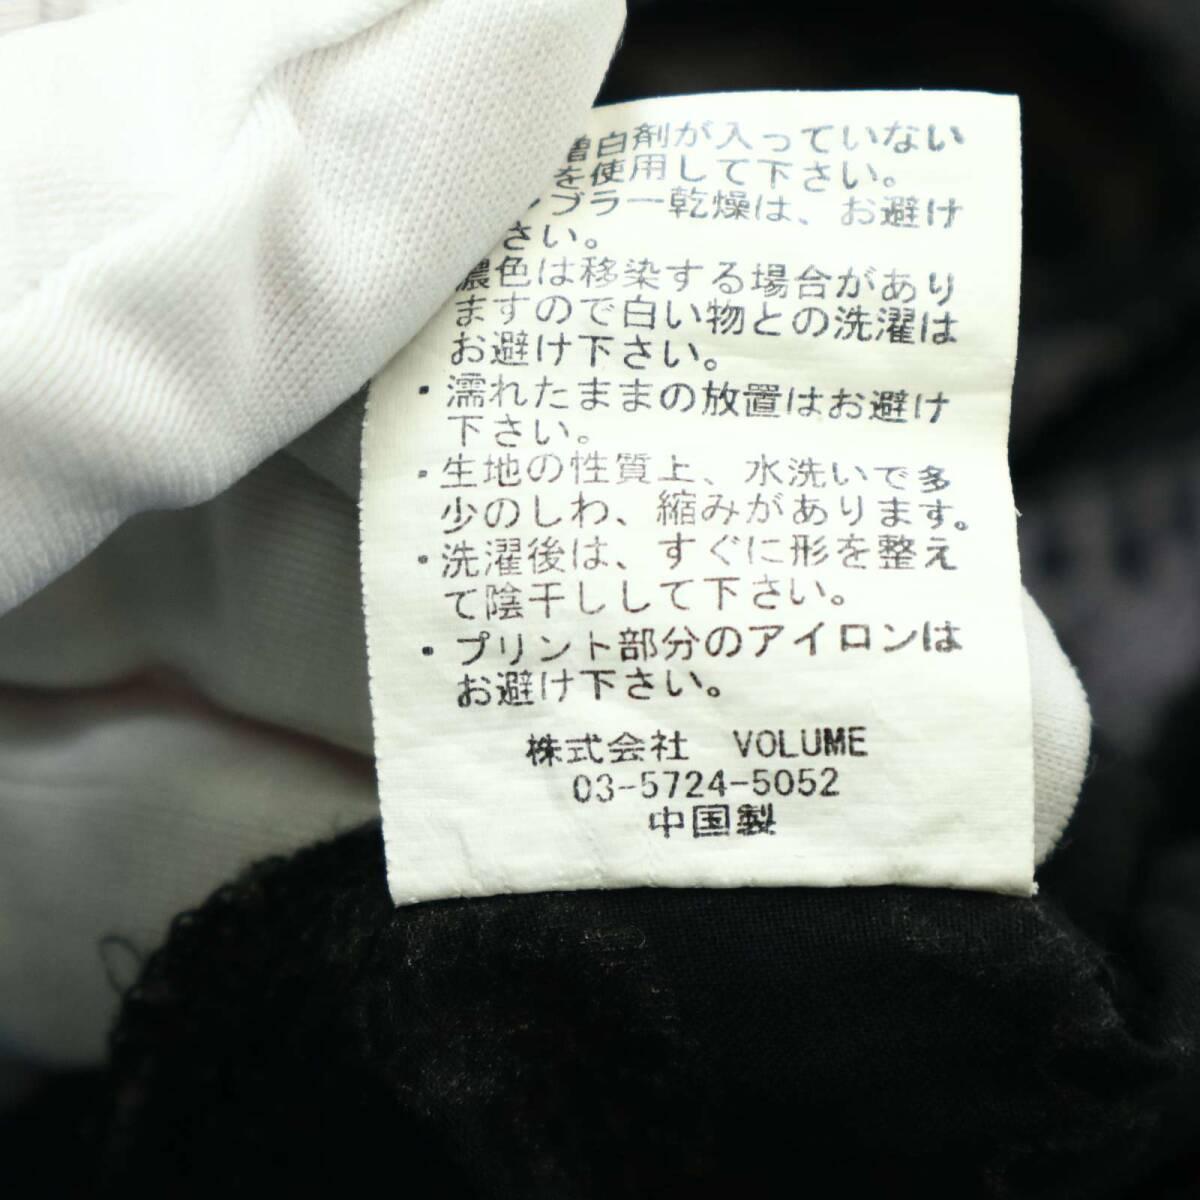 増白剤が入っていない
を使用して下さい。
ンブラー乾燥は、お避け
さい。
濃色は移染する場合があり
ますので白い物との洗濯は
お避け下さい。
・濡れたままの放置はお避け
下さい。
・生地の性質上、水洗いで多
少のしわ、縮みがあります。
・洗濯後は、すぐに形を整え
て陰干しして下さい。
・プリント部分のアイロンは
お避け下さい。
株式会社 VOLUME
03-5724-5052
中国製